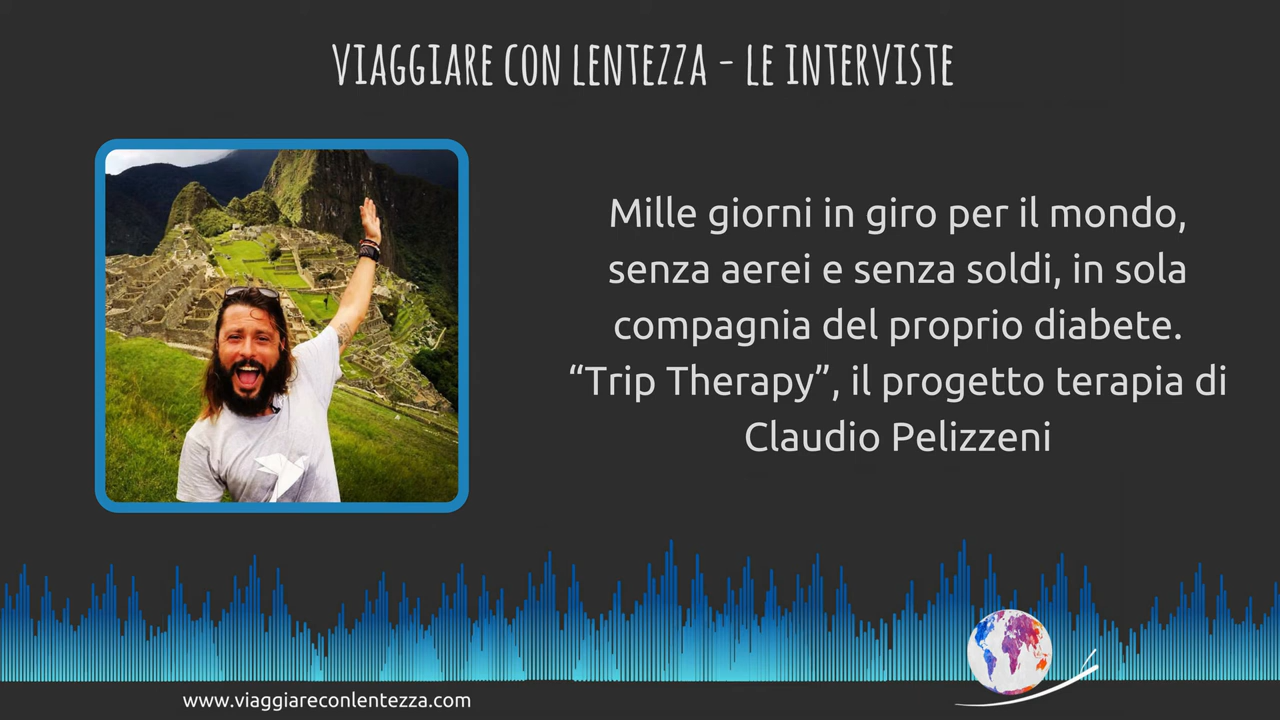 VIAGGIARE CON LENTEZZA - LE INTERVISTE
Mille giorni in giro per il mondo,
senza aerei e senza soldi, in sola
compagnia del proprio diabete.
“Trip Therapy”, il progetto terapia di
Claudio Pelizzeni
www.viaggiareconlentezza.com